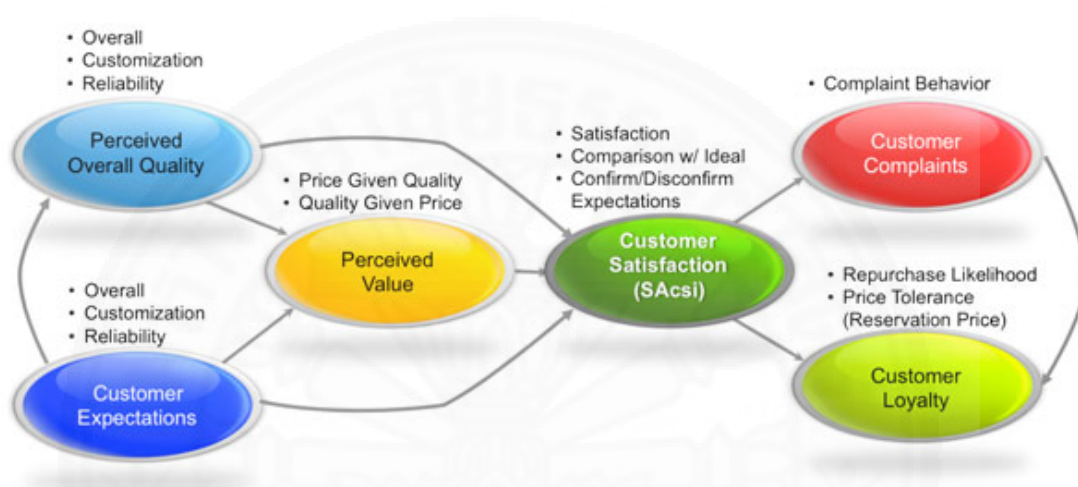 • Overall
• Customization
• Reliability
Perceived
Overall Quality
• Price Given Quality
• Quality Given Price
Perceived
Value
• Overall
• Customization
• Reliability
Customer
Expectations
• Satisfaction
• Comparison w/ Ideal
• Confirm/Disconfirm
Expectations
Customer
Satisfaction
(SAcsi)
• Complaint Behavior
Customer
Complaints
• Repurchase Likelihood
• Price Tolerance
(Reservation Price)
Customer
Loyalty